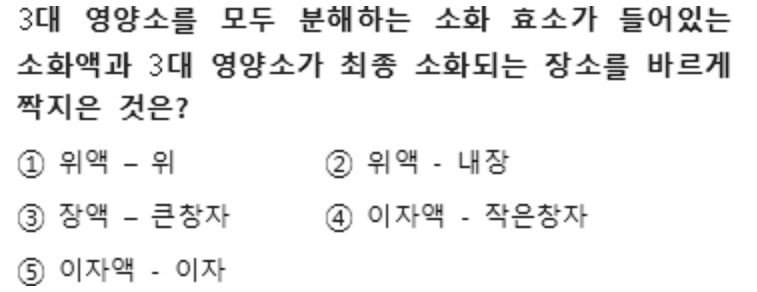 3대 영양소를 모두 분해하는 소화 효소가 들어있는
소화액과 3대 영양소가 최종 소화되는 장소를 바르게
짝지은 것은?
① 위액 – 위 ② 위액 - 내장
③ 장액 – 큰창자 ④ 이자액 - 작은창자
⑤ 이자액 - 이자